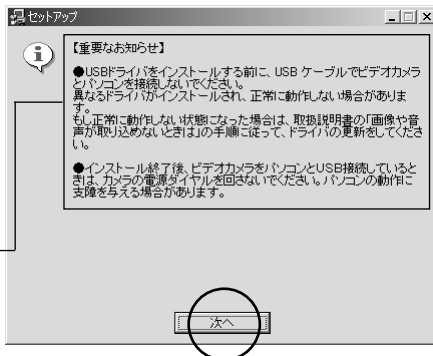 セットアップ
【重要なお知らせ】
●USBドライバをインストールする前に、USB ケーブルでビデオカメラ
とパソコンを接続しないでください。
異なるドライバがインストールされ、正常に動作しない場合がありま
す。
もし正常に動作しない状態になった場合は、取扱説明書の「画像や音
声が取り込めないときは」の手順に従って、ドライバの更新をしてくださ
い。
●インストール終了後、ビデオカメラをパソコンとUSB接続していると
きは、カメラの電源ダイヤルを回さないでください。パソコンの動作に
支障を与える場合があります。
次へ